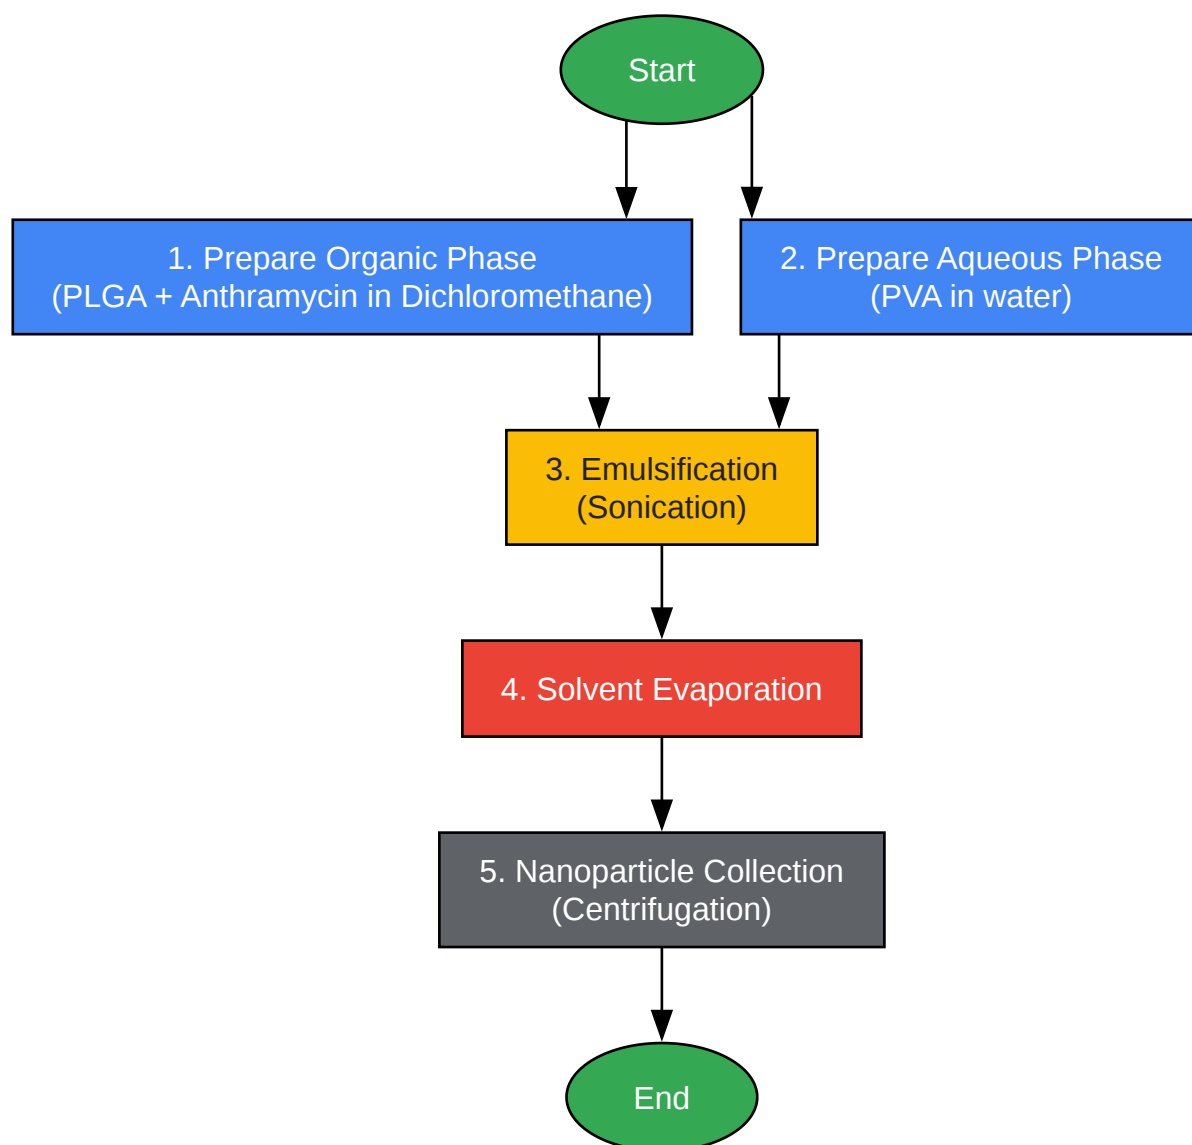 Start
1. Prepare Organic Phase
(PLGA + Anthramycin in Dichloromethane)
2. Prepare Aqueous Phase
(PVA in water)
3. Emulsification
(Sonication)
4. Solvent Evaporation
5. Nanoparticle Collection
(Centrifugation)
End